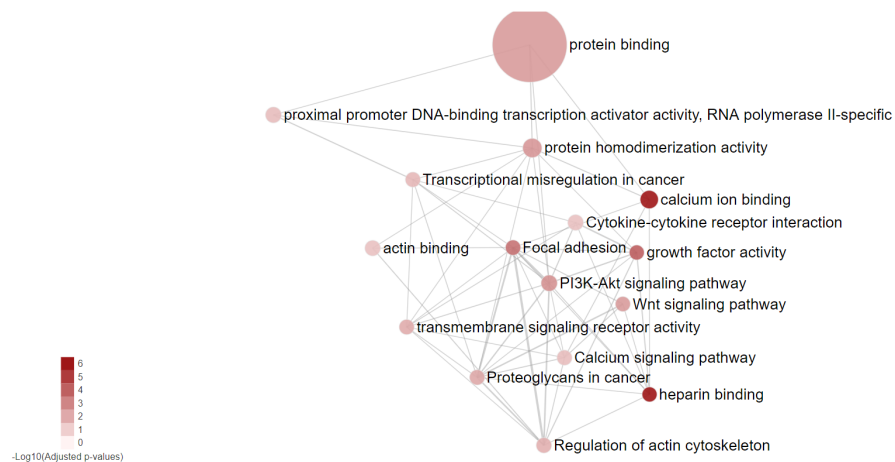 protein binding
proximal promoter DNA-binding transcription activator activity, RNA polymerase II-specific
protein homodimerization activity
Transcriptional misregulation in cancer
calcium ion binding
Cytokine-cytokine receptor interaction
actin binding
Focal adhesion
growth factor activity
PI3K-Akt signaling pathway
Wnt signaling pathway
transmembrane signaling receptor activity
Calcium signaling pathway
Proteoglycans in cancer
heparin binding
Regulation of actin cytoskeleton
6
5
4
3
2
1
0
-Log10(Adjusted p-values)